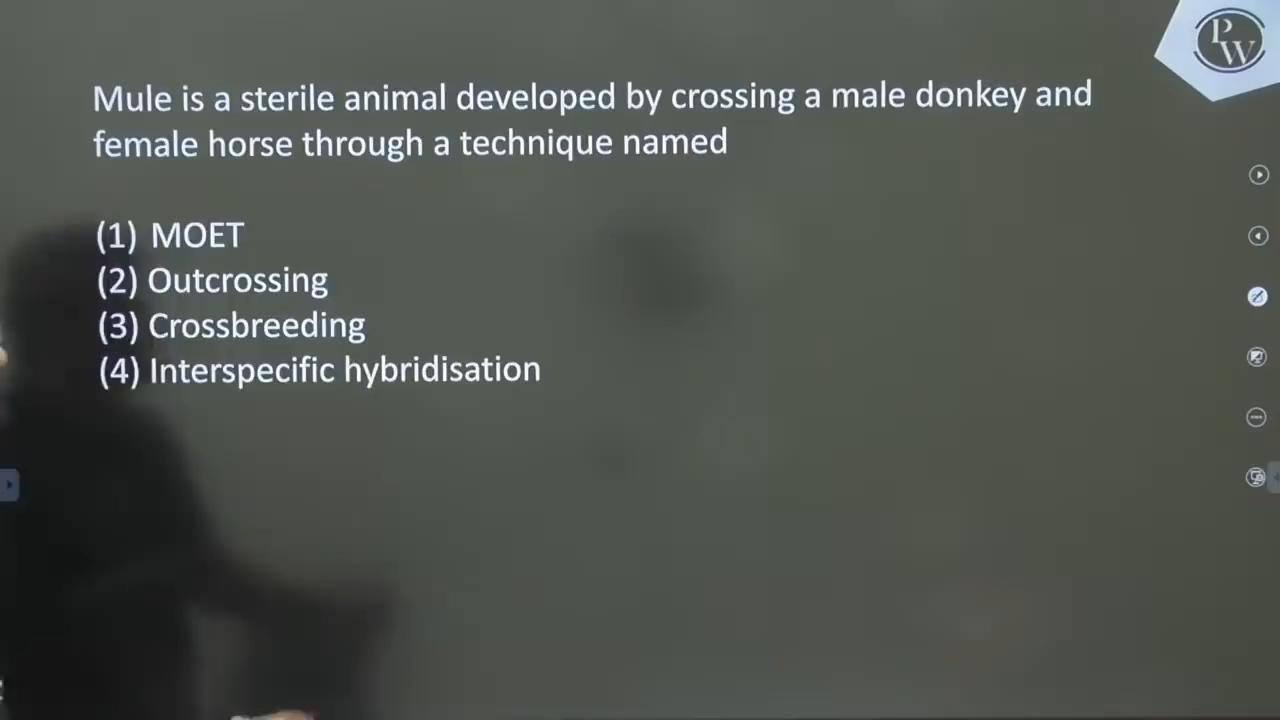 PW
Mule is a sterile animal developed by crossing a male donkey and
female horse through a technique named
(1) MOET
(2) Outcrossing
(3) Crossbreeding
(4) Interspecific hybridisation